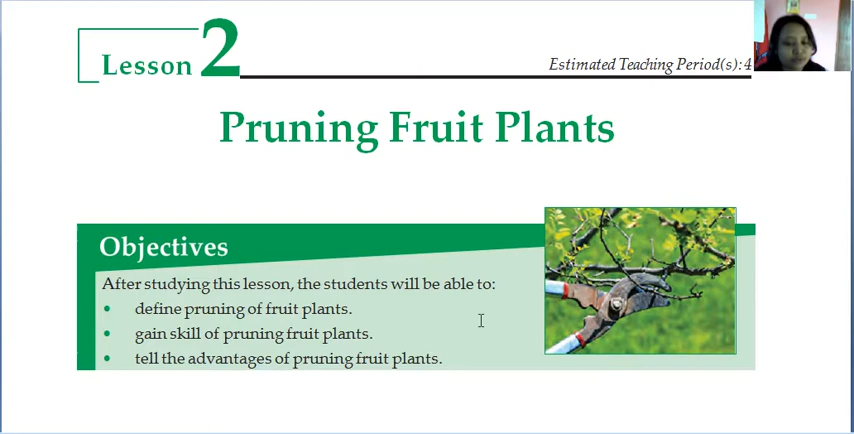 Lesson 2
Estimated Teaching Period(s): 4
Pruning Fruit Plants
Objectives
After studying this lesson, the students will be able to:
• define pruning of fruit plants.
• gain skill of pruning fruit plants.
• tell the advantages of pruning fruit plants.